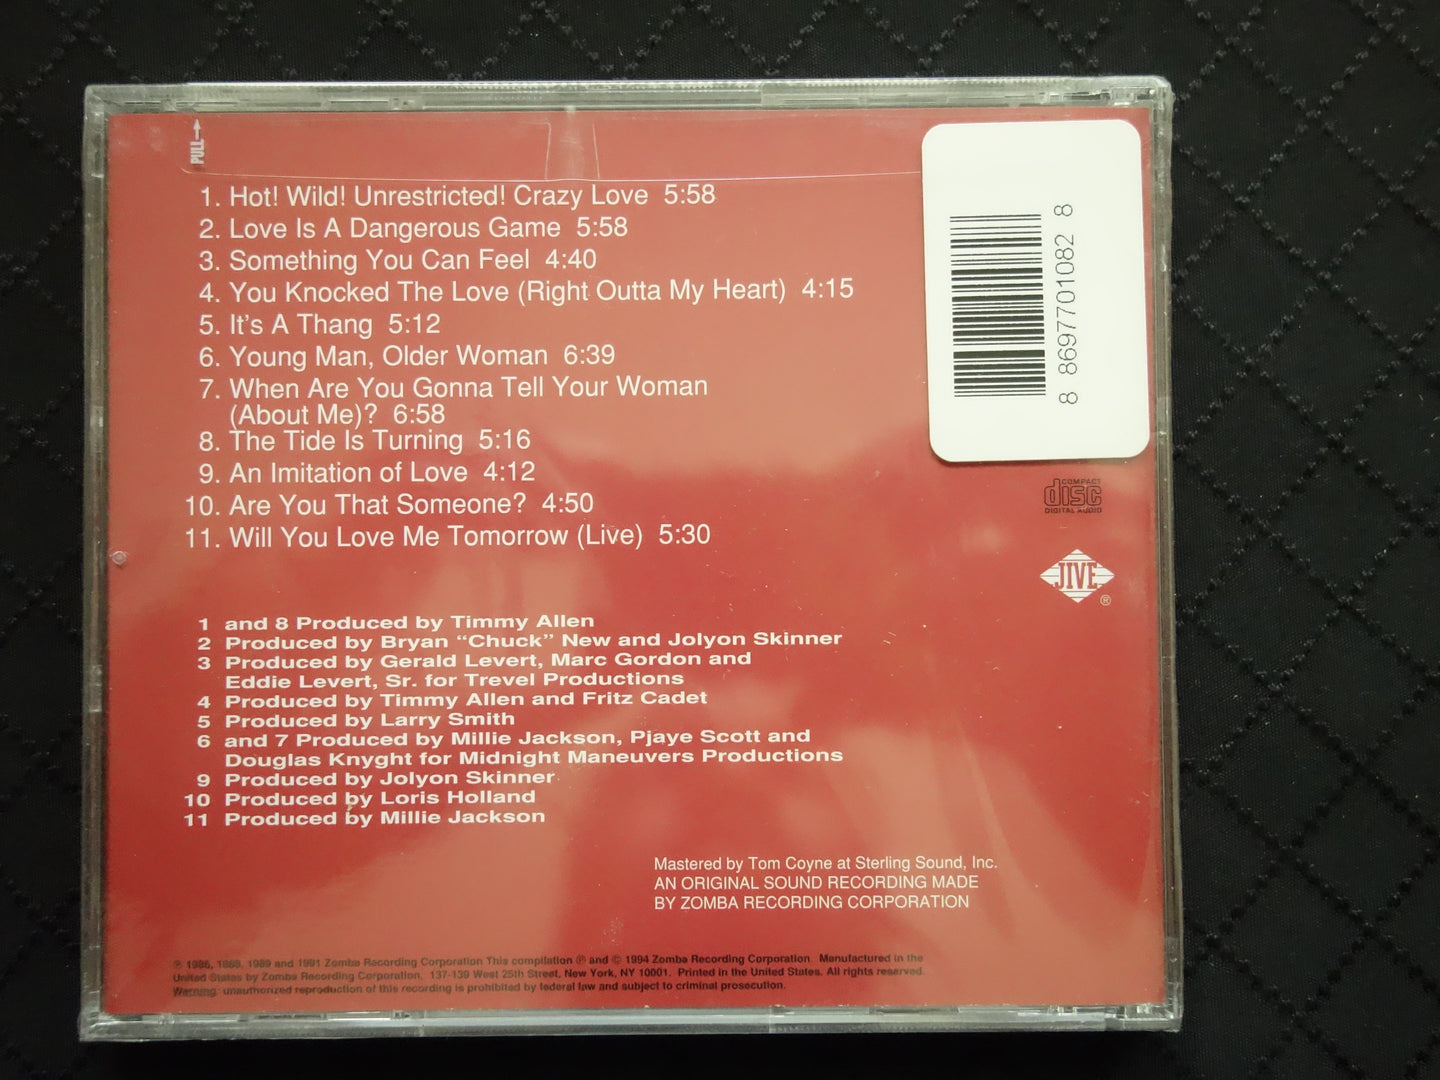 PULL
1. Hot! Wild! Unrestricted! Crazy Love 5:58
2. Love Is A Dangerous Game 5:58
3. Something You Can Feel 4:40
4. You Knocked The Love (Right Outta My Heart) 4:15
5. It's A Thang 5:12
6. Young Man, Older Woman 6:39
7. When Are You Gonna Tell Your Woman
(About Me)? 6:58
8. The Tide Is Turning 5:16
9. An Imitation of Love 4:12
10. Are You That Someone? 4:50
11. Will You Love Me Tomorrow (Live) 5:30
8 869770 1082 8
COMPACT
disc
DIGITAL AUDIO
JIVE
®
1 and 8 Produced by Timmy Allen
2 Produced by Bryan “Chuck” New and Jolyon Skinner
3 Produced by Gerald Levert, Marc Gordon and
Eddie Levert, Sr. for Trevel Productions
4 Produced by Timmy Allen and Fritz Cadet
5 Produced by Larry Smith
6 and 7 Produced by Millie Jackson, Pjaye Scott and
Douglas Knyght for Midnight Maneuvers Productions
9 Produced by Jolyon Skinner
10 Produced by Loris Holland
11 Produced by Millie Jackson
Mastered by Tom Coyne at Sterling Sound, Inc.
AN ORIGINAL SOUND RECORDING MADE
BY ZOMBA RECORDING CORPORATION
℗ 1986, 1988, 1989 and 1991 Zomba Recording Corporation This compilation ℗ and © 1994 Zomba Recording Corporation. Manufactured in the
United States by Zomba Recording Corporation, 137-139 West 25th Street, New York, NY 10001. Printed in the United States. All rights reserved.
Warning: unauthorized reproduction of this recording is prohibited by federal law and subject to criminal prosecution.